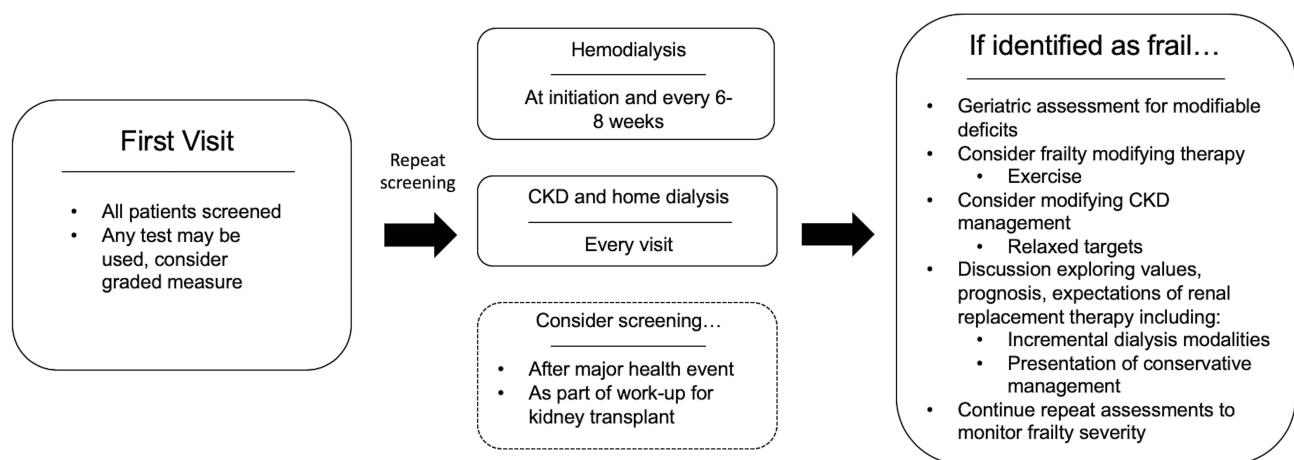 First Visit
• All patients screened
• Any test may be
used, consider
graded measure
Repeat
screening
Hemodialysis
At initiation and every 6-
8 weeks
CKD and home dialysis
Every visit
Consider screening…
• After major health event
• As part of work-up for
kidney transplant
If identified as frail…
• Geriatric assessment for modifiable
deficits
• Consider frailty modifying therapy
• Exercise
• Consider modifying CKD
management
• Relaxed targets
• Discussion exploring values,
prognosis, expectations of renal
replacement therapy including:
• Incremental dialysis modalities
• Presentation of conservative
management
• Continue repeat assessments to
monitor frailty severity